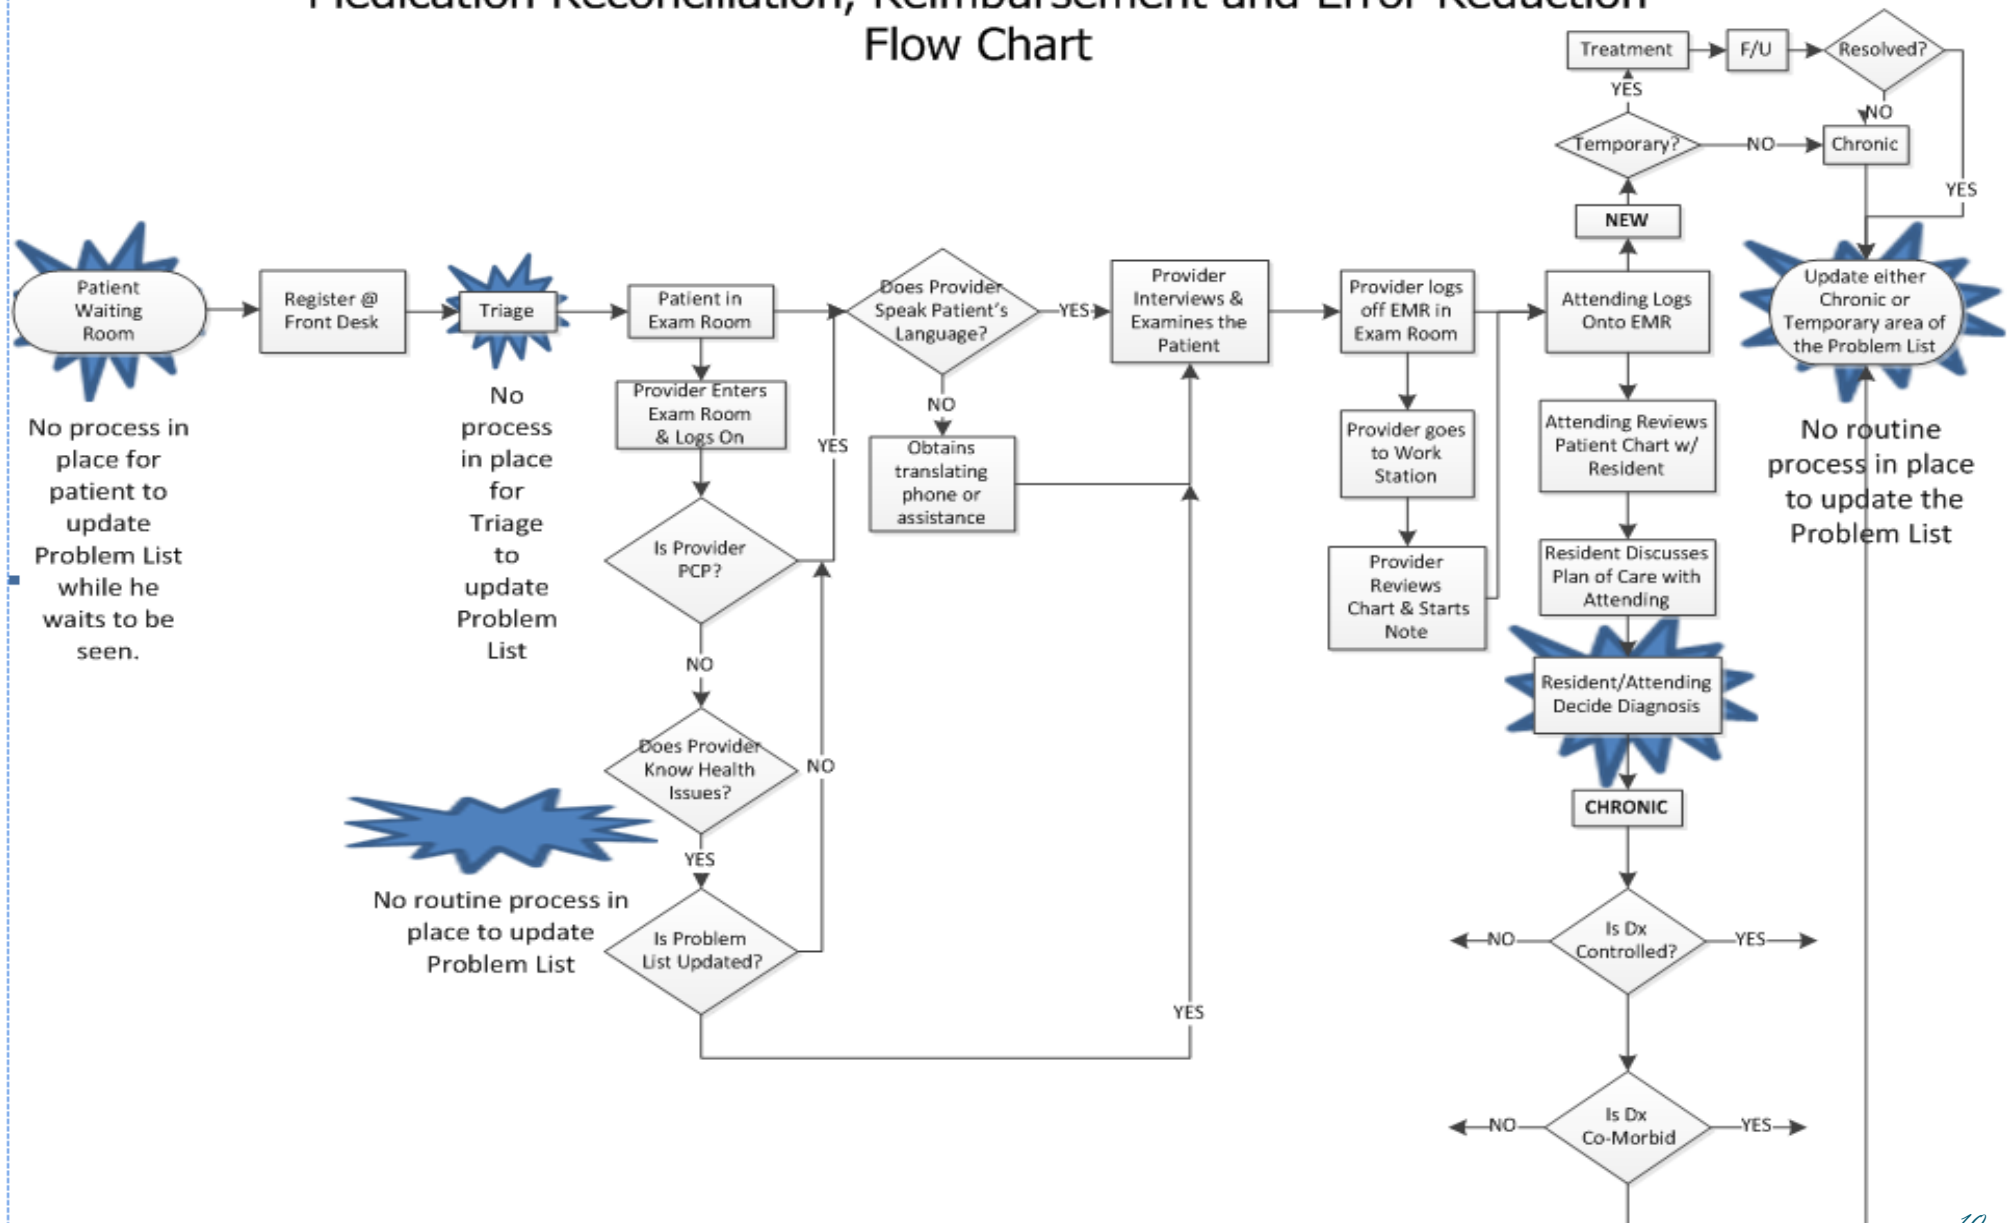 Medication Reconciliation, Reimbursement and Error Reduction
Flow Chart
Treatment
F/U
Resolved?
YES
NO
Temporary?
NO
Chronic
YES
NEW
Patient
Waiting
Room
Register @
Front Desk
Triage
Patient in
Exam Room
Does Provider
Speak Patient's
Language?
YES
Provider
Interviews &
Examines the
Patient
Provider logs
off EMR in
Exam Room
Attending Logs
Onto EMR
Update either
Chronic or
Temporary area of
the Problem List
No process in
place for
patient to
update
Problem List
while he
waits to be
seen.
No
process
in place
for
Triage
to
update
Problem
List
Provider Enters
Exam Room
& Logs On
YES
NO
Obtains
translating
phone or
assistance
Provider goes
to Work
Station
Attending Reviews
Patient Chart w/
Resident
No routine
process in place
to update the
Problem List
Is Provider
PCP?
Provider
Reviews
Chart & Starts
Note
Resident Discusses
Plan of Care with
Attending
NO
Resident/Attending
Decide Diagnosis
Does Provider
Know Health
Issues?
NO
CHRONIC
YES
No routine process in
place to update
Problem List
Is Problem
List Updated?
YES
NO
Is Dx
Controlled?
YES
NO
Is Dx
Co-Morbid
YES